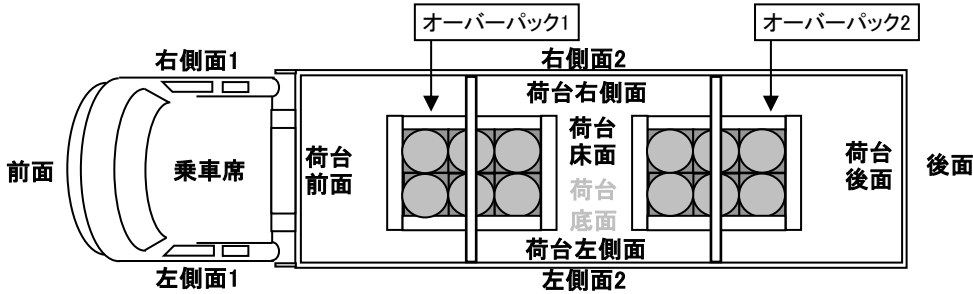 オーバーパック1
オーバーパック2
右側面1
右側面2
荷台右側面
前面
乗車席
荷台
前面
荷台
床面
荷台
底面
荷台
後面
後面
荷台左側面
左側面1
左側面2